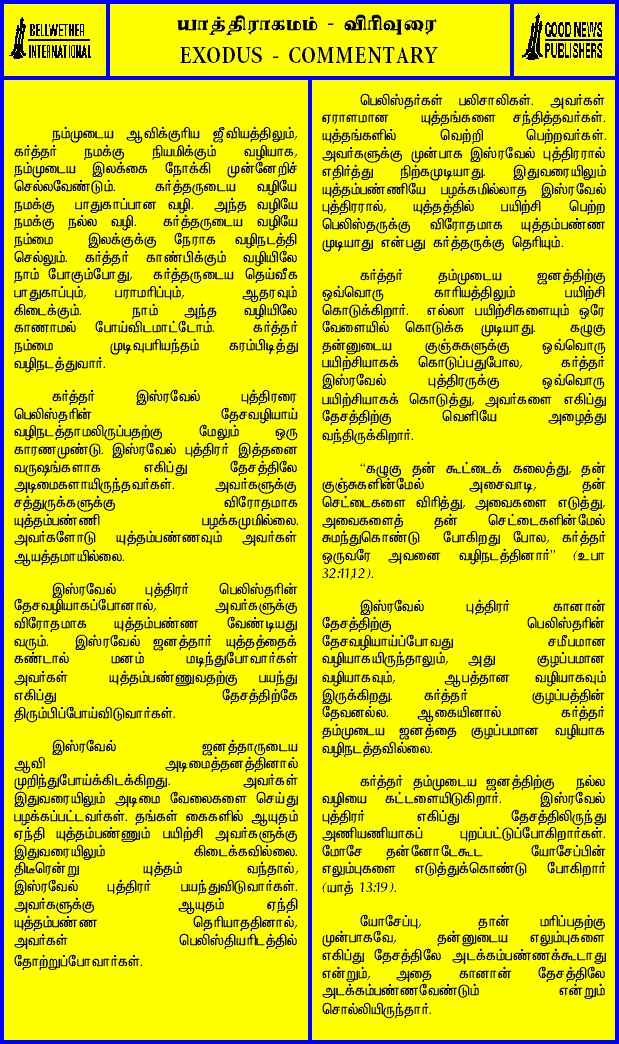 BELLWETHER
INTERNATIONAL
யாத்திராகமம் - விரிவுரை
EXODUS - COMMENTARY
GOOD NEWS
PUBLISHERS
நம்முடைய ஆவிக்குரிய ஜீவியத்திலும்,
கர்த்தர் நமக்கு நியமிக்கும் வழியாக,
நம்முடைய இலக்கை நோக்கி முன்னேறிச்
செல்லவேண்டும். கர்த்தருடைய வழியே
நமக்கு பாதுகாப்பான வழி. அந்த வழியே
நமக்கு நல்ல வழி. கர்த்தருடைய வழியே
நம்மை இலக்குக்கு நேராக வழிநடத்தி
செல்லும். கர்த்தர் காண்பிக்கும் வழியிலே
நாம் போகும்போது, கர்த்தருடைய தெய்வீக
பாதுகாப்பும், பராமரிப்பும், ஆதரவும்
கிடைக்கும். நாம் அந்த வழியிலே
காணாமல் போய்விடமாட்டோம். கர்த்தர்
நம்மை முடிவுபரியந்தம் கரம்பிடித்து
வழிநடத்துவார்.
கர்த்தர் இஸ்ரவேல் புத்திரரை
பெலிஸ்தரின் தேசவழியாய்
வழிநடத்தாமலிருப்பதற்கு மேலும் ஒரு
காரணமுண்டு. இஸ்ரவேல் புத்திரர் இத்தனை
வருஷங்களாக எகிப்து தேசத்திலே
அடிமைகளாயிருந்தவர்கள். அவர்களுக்கு
சத்துருக்களுக்கு விரோதமாக
யுத்தம்பண்ணி பழக்கமுமில்லை.
அவர்களோடு யுத்தம்பண்ணவும் அவர்கள்
ஆயத்தமாயில்லை.
இஸ்ரவேல் புத்திரர் பெலிஸ்தரின்
தேசவழியாகப்போனால், அவர்களுக்கு
விரோதமாக யுத்தம்பண்ண வேண்டியது
வரும். இஸ்ரவேல் ஜனத்தார் யுத்தத்தைக்
கண்டால் மனம் மடிந்துபோவார்கள்
அவர்கள் யுத்தம்பண்ணுவதற்கு பயந்து
எகிப்து தேசத்திற்கே
திரும்பிப்போய்விடுவார்கள்.
இஸ்ரவேல் ஜனத்தாருடைய
ஆவி அடிமைத்தனத்தினால்
முறிந்துபோய்க்கிடக்கிறது. அவர்கள்
இதுவரையிலும் அடிமை வேலைகளை செய்து
பழக்கப்பட்டவர்கள். தங்கள் கைகளில் ஆயுதம்
ஏந்தி யுத்தம்பண்ணும் பயிற்சி அவர்களுக்கு
இதுவரையிலும் கிடைக்கவில்லை.
திடீரென்று யுத்தம் வந்தால்,
இஸ்ரவேல் புத்திரர் பயந்துவிடுவார்கள்.
அவர்களுக்கு ஆயுதம் ஏந்தி
யுத்தம்பண்ண தெரியாததினால்,
அவர்கள் பெலிஸ்தியரிடத்தில்
தோற்றுப்போவார்கள்.
பெலிஸ்தர்கள் பலிசாலிகள். அவர்கள்
ஏராளமான யுத்தங்களை சந்தித்தவர்கள்.
யுத்தங்களில் வெற்றி பெற்றவர்கள்.
அவர்களுக்கு முன்பாக இஸ்ரவேல் புத்திரரால்
எதிர்த்து நிற்கமுடியாது. இதுவரையிலும்
யுத்தம்பண்ணியே பழக்கமில்லாத இஸ்ரவேல்
புத்திரரால், யுத்தத்தில் பயிற்சி பெற்ற
பெலிஸ்தருக்கு விரோதமாக யுத்தம்பண்ண
முடியாது என்பது கர்த்தருக்கு தெரியும்.
கர்த்தர் தம்முடைய ஜனத்திற்கு
ஒவ்வொரு காரியத்திலும் பயிற்சி
கொடுக்கிறார். எல்லா பயிற்சிகளையும் ஒரே
வேளையில் கொடுக்க முடியாது. கழுகு
தன்னுடைய குஞ்சுகளுக்கு ஒவ்வொரு
பயிற்சியாகக் கொடுப்பதுபோல, கர்த்தர்
இஸ்ரவேல் புத்திரருக்கு ஒவ்வொரு
பயிற்சியாகக் கொடுத்து, அவர்களை எகிப்து
தேசத்திற்கு வெளியே அழைத்து
வந்திருக்கிறார்.
"கழுகு தன் கூட்டைக் கலைத்து, தன்
குஞ்சுகளின்மேல் அசைவாடி, தன்
செட்டைகளை விரித்து, அவைகளை எடுத்து,
அவைகளைத் தன் செட்டைகளின்மேல்
சுமந்துகொண்டு போகிறது போல, கர்த்தர்
ஒருவரே அவனை வழிநடத்தினார்" (உபா
32:11,12).
இஸ்ரவேல் புத்திரர் கானான்
தேசத்திற்கு பெலிஸ்தரின்
தேசவழியாய்ப்போவது சமீபமான
வழியாகயிருந்தாலும், அது குழப்பமான
வழியாகவும், ஆபத்தான வழியாகவும்
இருக்கிறது. கர்த்தர் குழப்பத்தின்
தேவனல்ல. ஆகையினால் கர்த்தர்
தம்முடைய ஜனத்தை குழப்பமான வழியாக
வழிநடத்தவில்லை.
கர்த்தர் தம்முடைய ஜனத்திற்கு நல்ல
வழியை கட்டளையிடுகிறார். இஸ்ரவேல்
புத்திரர் எகிப்து தேசத்திலிருந்து
அணியணியாகப் புறப்பட்டுப்போகிறார்கள்.
மோசே தன்னோடேகூட யோசேப்பின்
எலும்புகளை எடுத்துக்கொண்டு போகிறார்
(யாத் 13:19).
யோசேப்பு, தான் மரிப்பதற்கு
முன்பாகவே, தன்னுடைய எலும்புகளை
எகிப்து தேசத்திலே அடக்கம்பண்ணக்கூடாது
என்றும், அதை கானான் தேசத்திலே
அடக்கம்பண்ணவேண்டும் என்றும்
சொல்லியிருந்தார்.